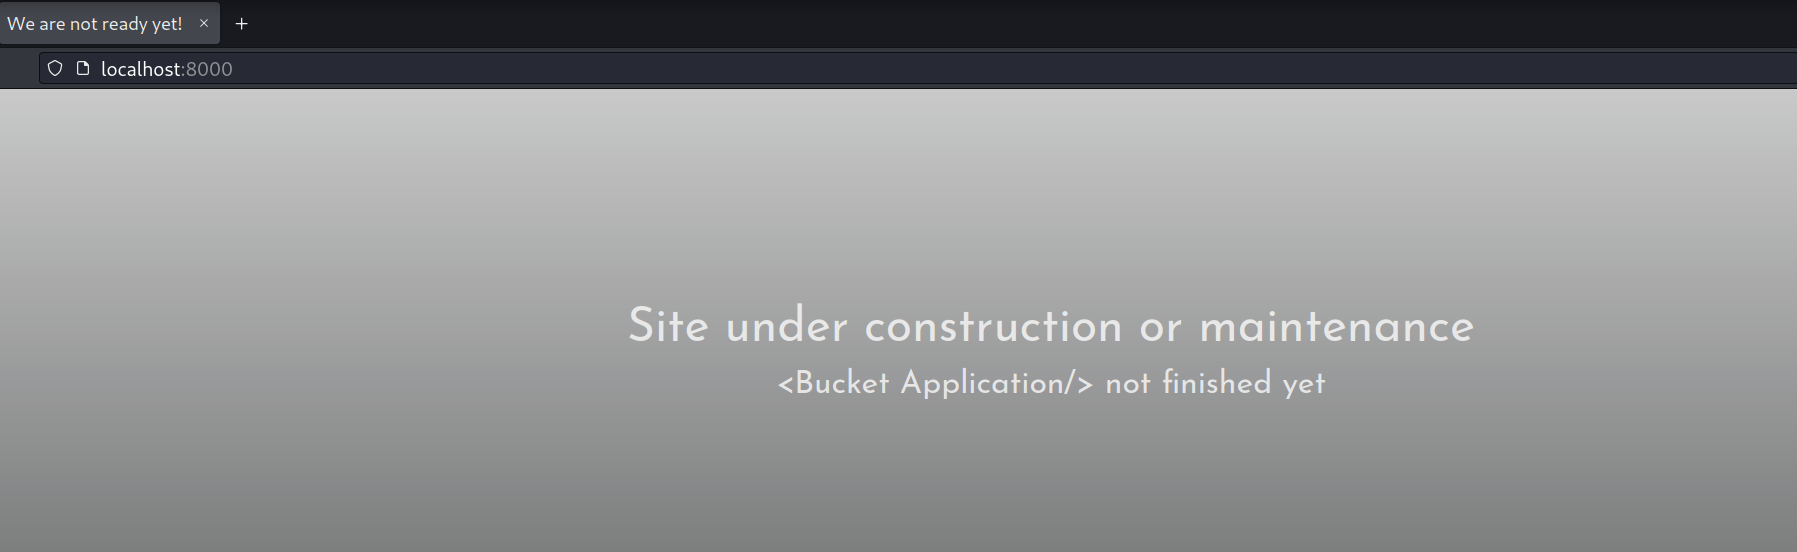 We are not ready yet!
localhost:8000
Site under construction or maintenance
<Bucket Application/> not finished yet